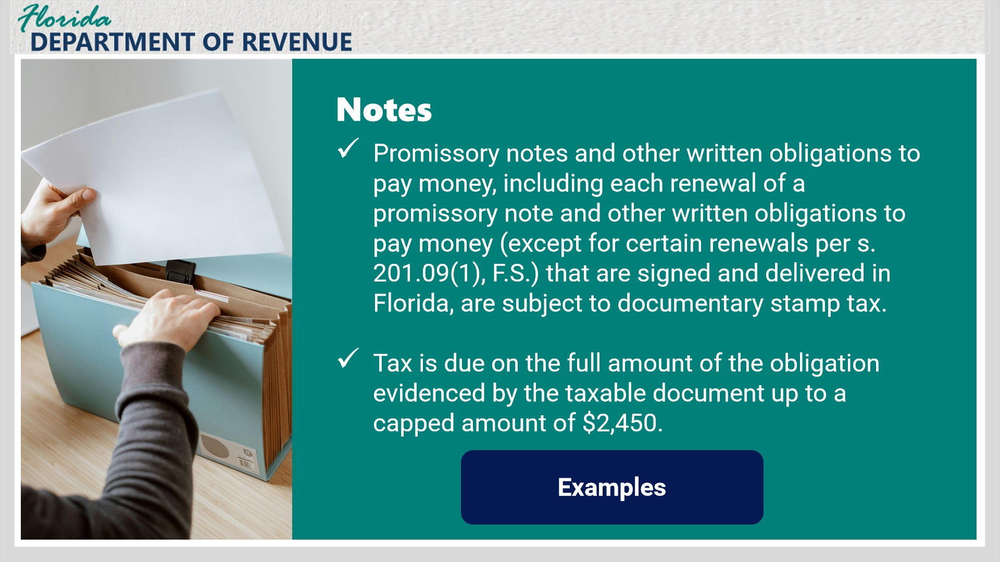 Florida
DEPARTMENT OF REVENUE
Notes
✓ Promissory notes and other written obligations to
pay money, including each renewal of a
promissory note and other written obligations to
pay money (except for certain renewals per s.
201.09(1), F.S.) that are signed and delivered in
Florida, are subject to documentary stamp tax.
✓ Tax is due on the full amount of the obligation
evidenced by the taxable document up to a
capped amount of $2,450.
Examples